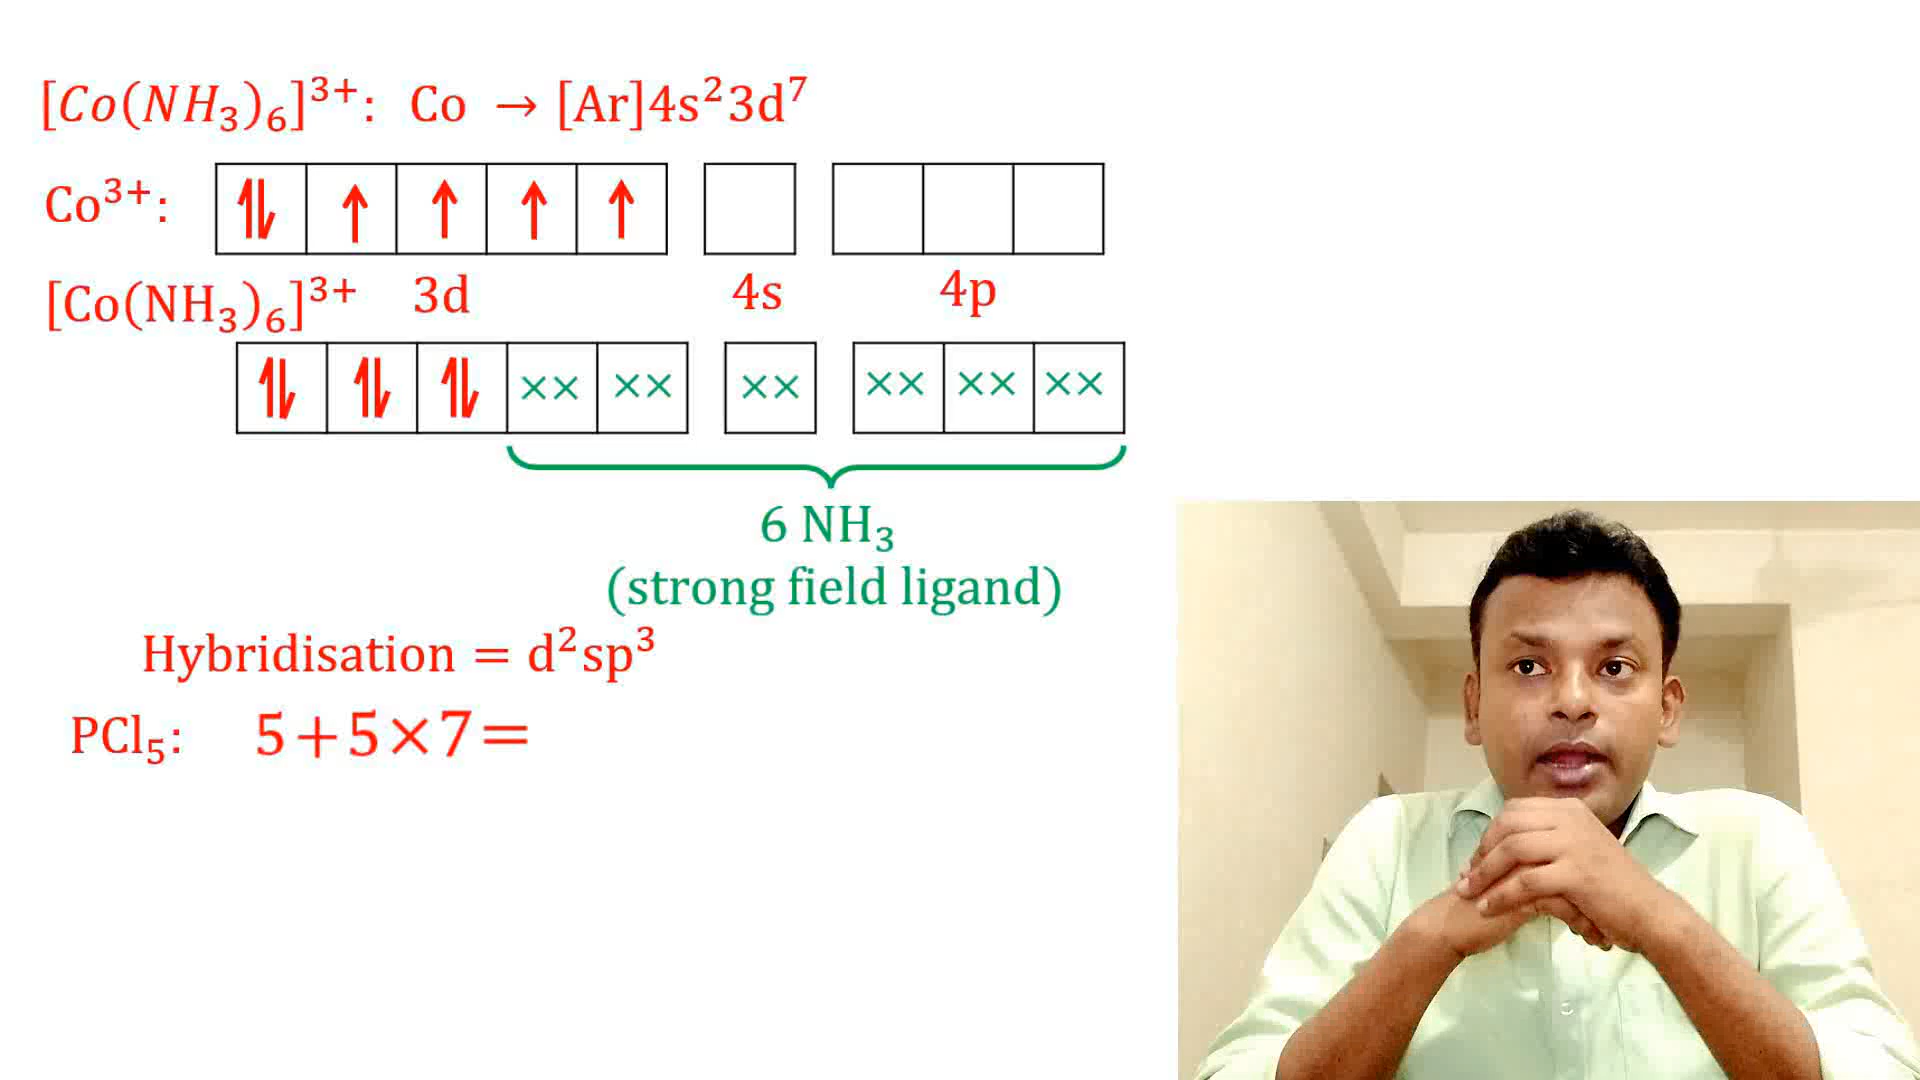 [Co(NH₃)₆]³⁺: Co → [Ar]4s²3d⁷
Co³⁺: ⥮ ↑ ↑ ↑ ↑
[Co(NH₃)₆]³⁺ 3d 4s 4p
⥮ ⥮ ⥮ ×× ×× ×× ×× ×× ××
6 NH₃
(strong field ligand)
Hybridisation = d²sp³
PCl₅: 5+5×7=